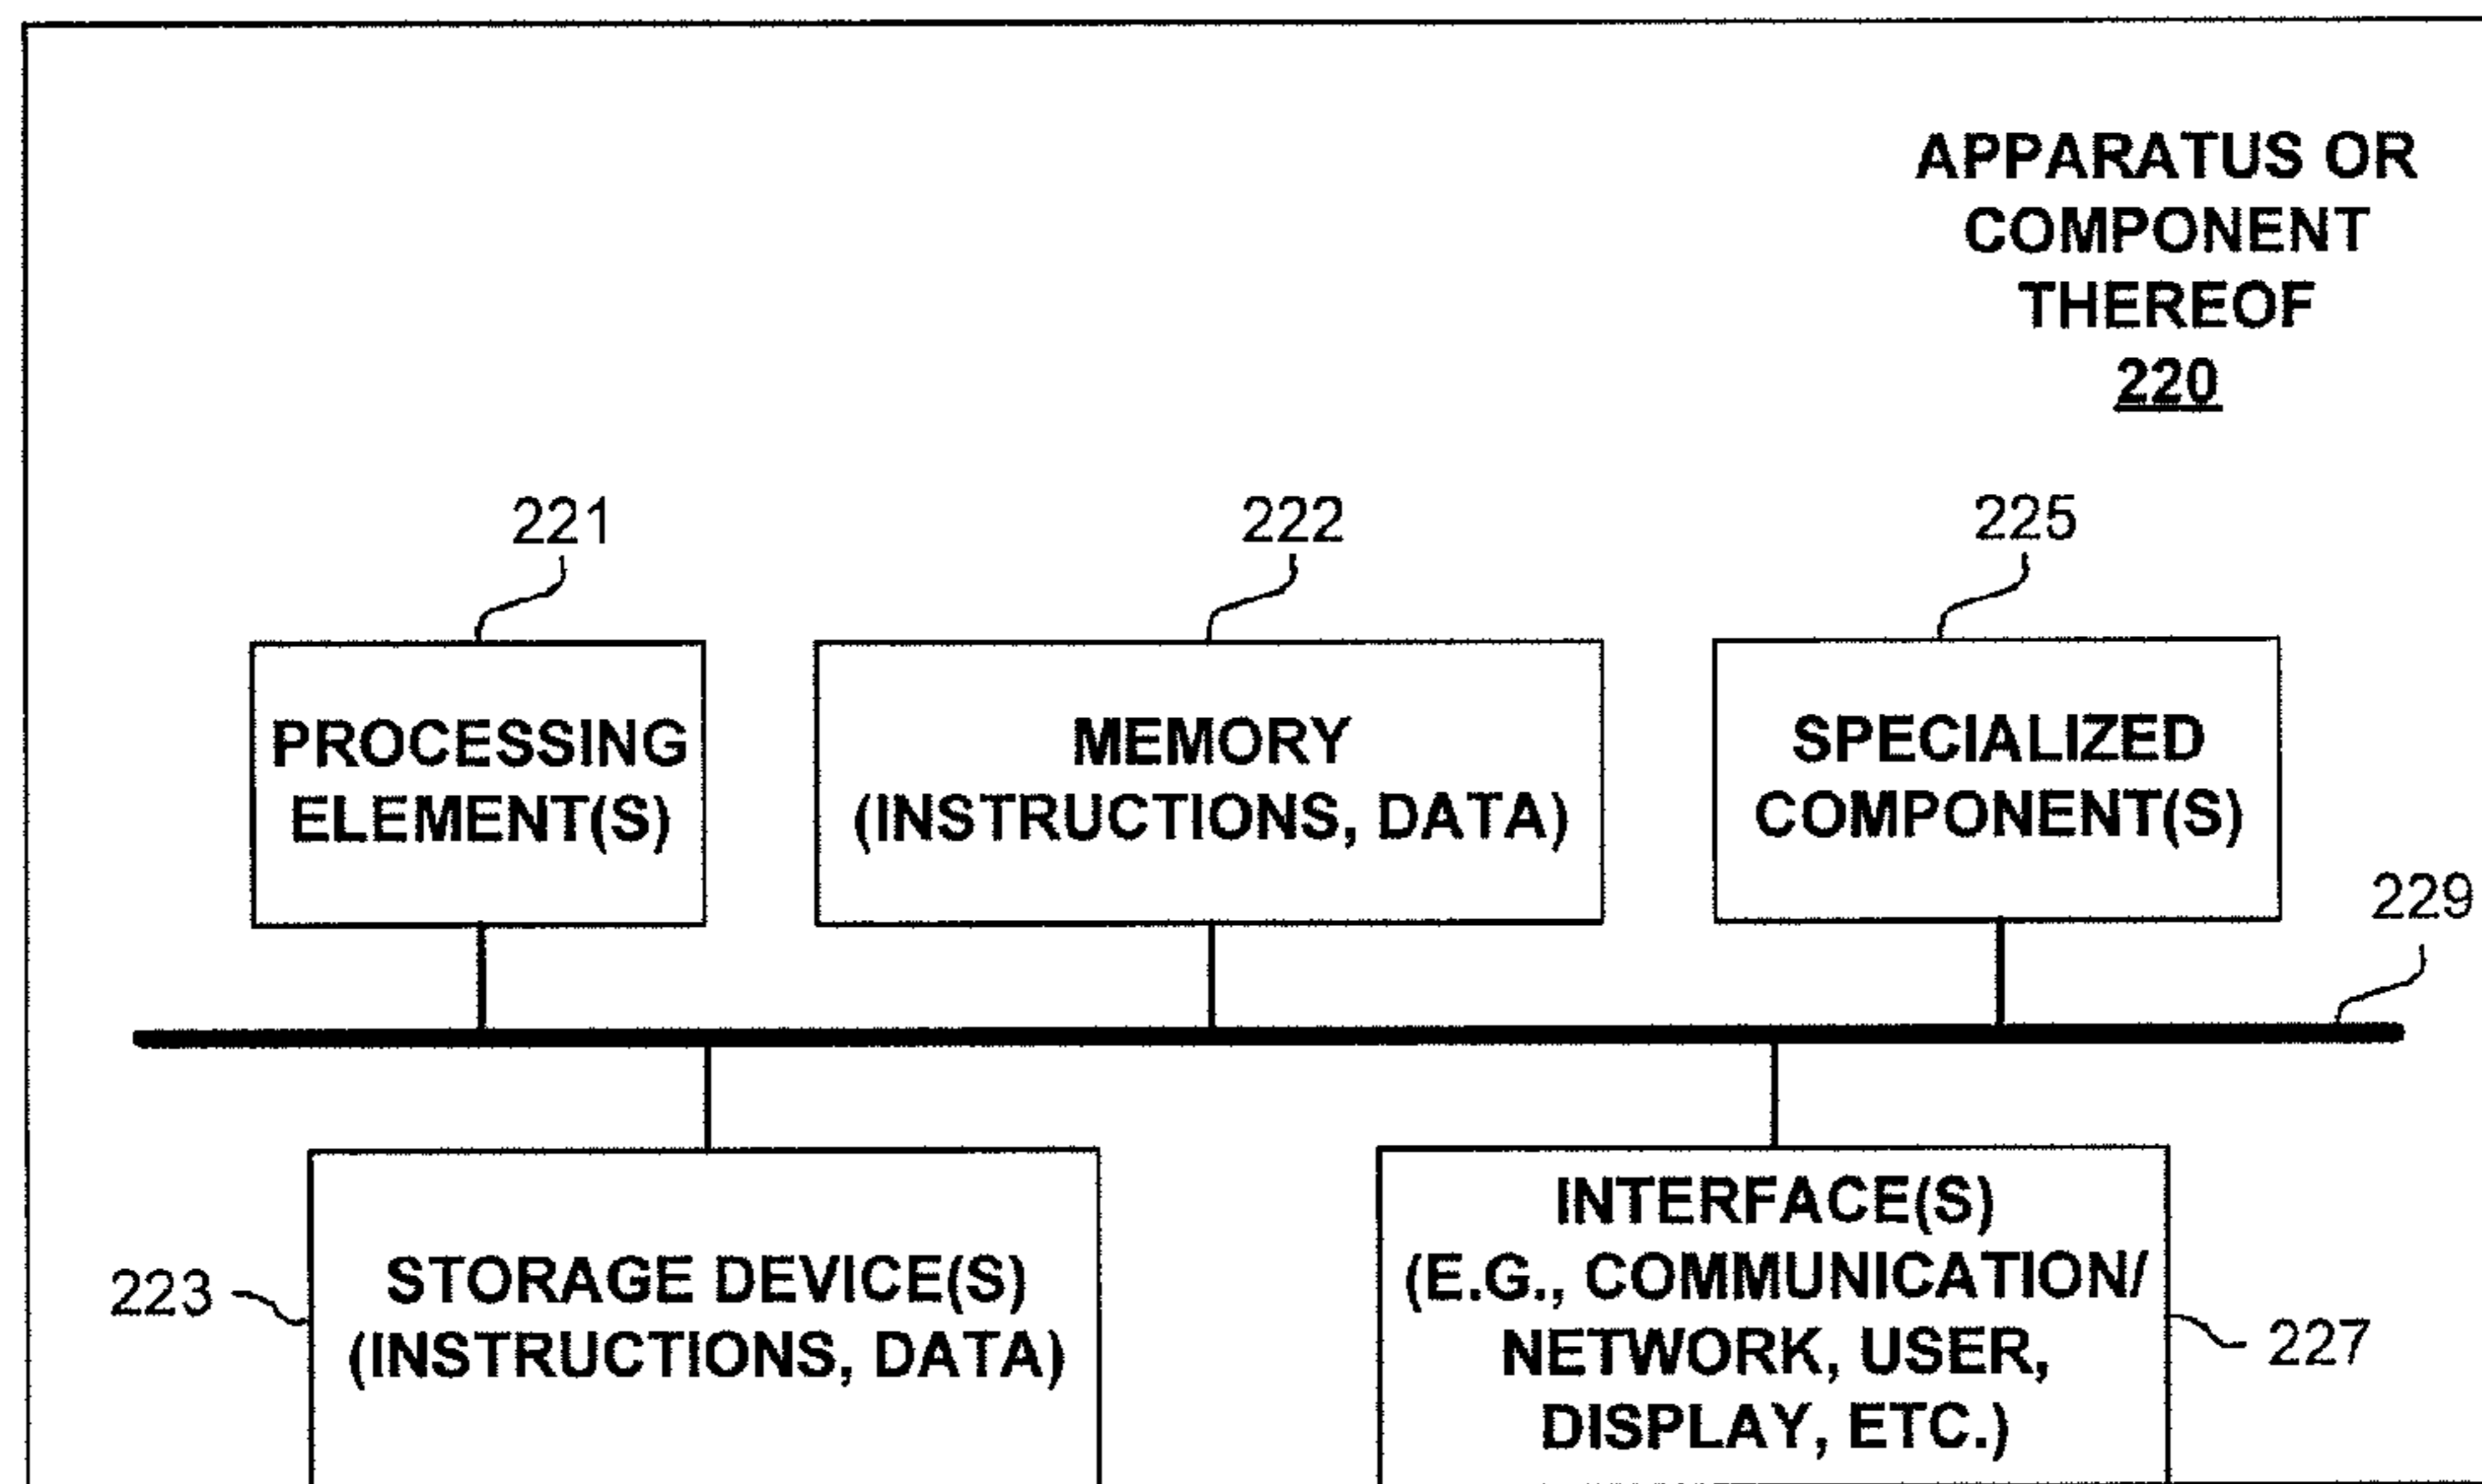 APPARATUS OR
COMPONENT
THEREOF
220
221
222
225
PROCESSING
ELEMENT(S)
MEMORY
(INSTRUCTIONS, DATA)
SPECIALIZED
COMPONENT(S)
229
223
STORAGE DEVICE(S)
(INSTRUCTIONS, DATA)
INTERFACE(S)
(E.G., COMMUNICATION/
NETWORK, USER,
DISPLAY, ETC.)
227